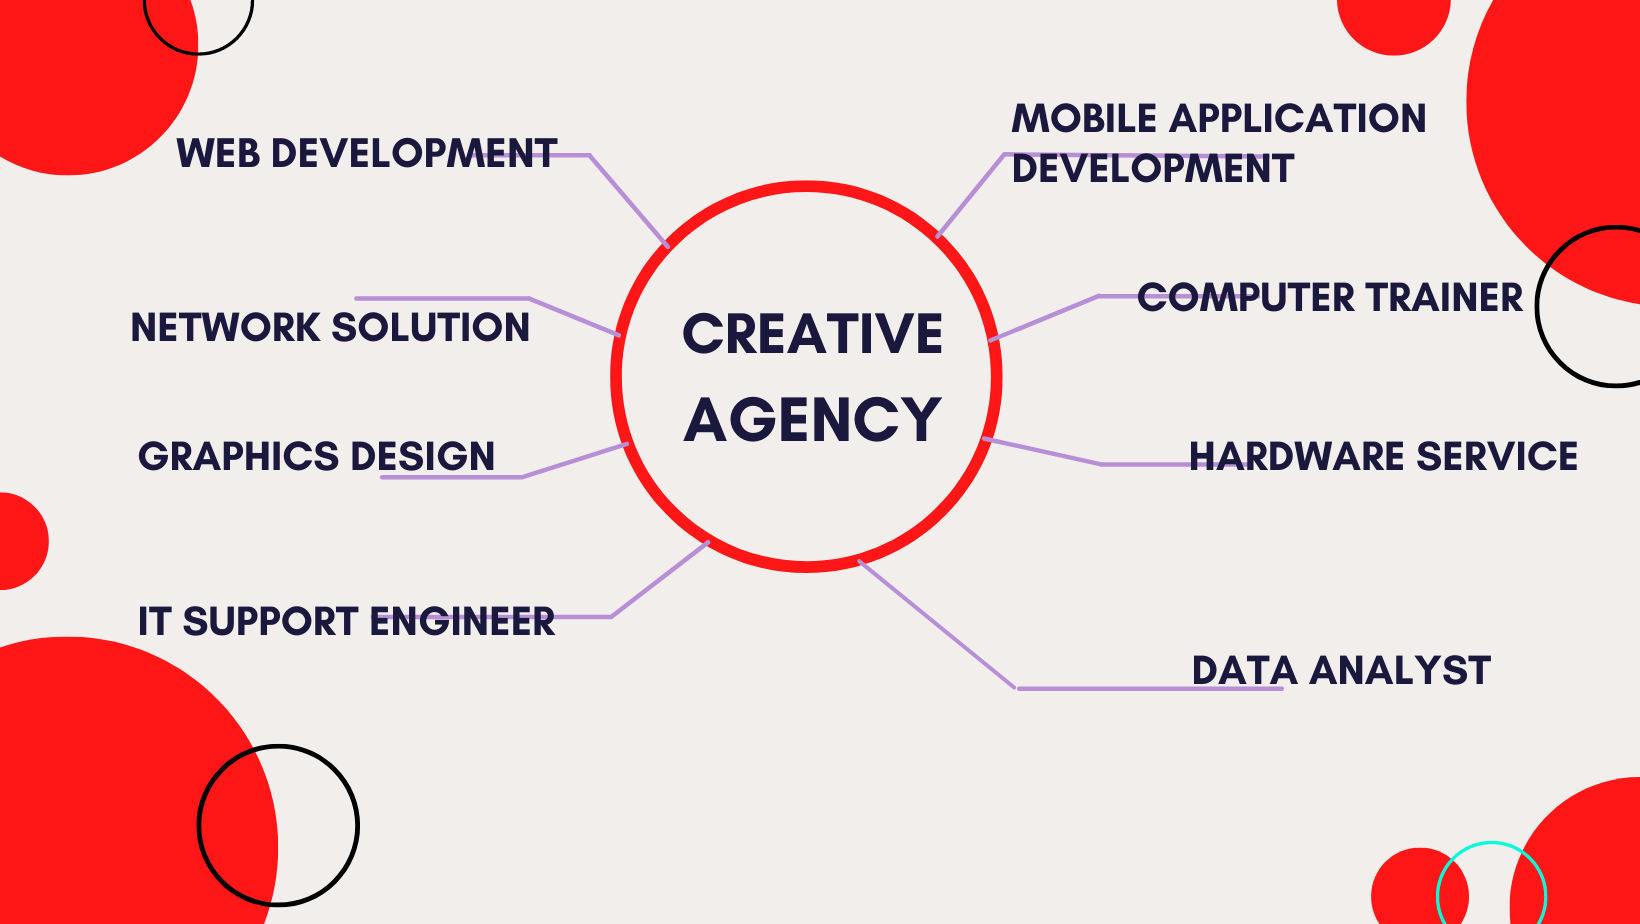 WEB DEVELOPMENT
MOBILE APPLICATION
DEVELOPMENT
NETWORK SOLUTION
COMPUTER TRAINER
CREATIVE
AGENCY
GRAPHICS DESIGN
HARDWARE SERVICE
IT SUPPORT ENGINEER
DATA ANALYST